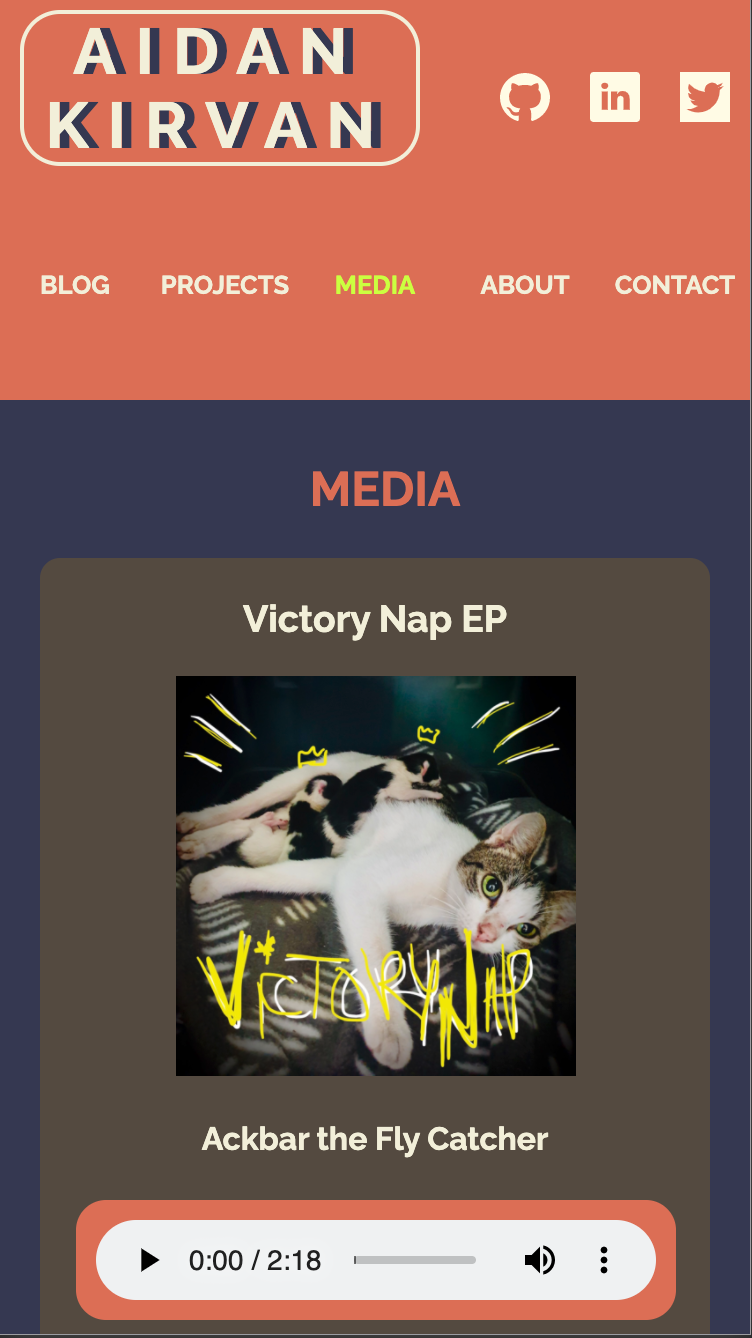 AIDAN
KIRVAN
in
BLOG PROJECTS MEDIA ABOUT CONTACT
MEDIA
Victory Nap EP
VICTORY NAP
Ackbar the Fly Catcher
0:00 / 2:18